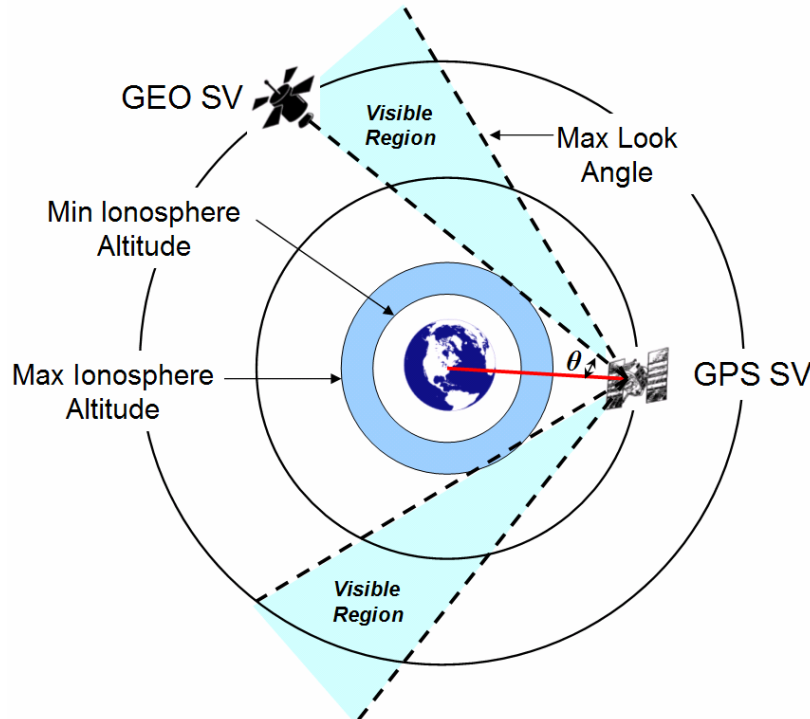 GEO SV
Visible
Region
Max Look
Angle
Min Ionosphere
Altitude
Max Ionosphere
Altitude
θ
GPS SV
Visible
Region